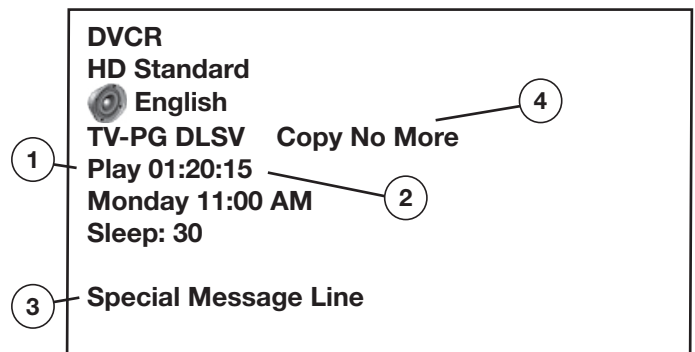 DVCR
HD Standard
English
TV-PG DLSV Copy No More
Play 01:20:15
Monday 11:00 AM
Sleep: 30
Special Message Line
1
2
3
4